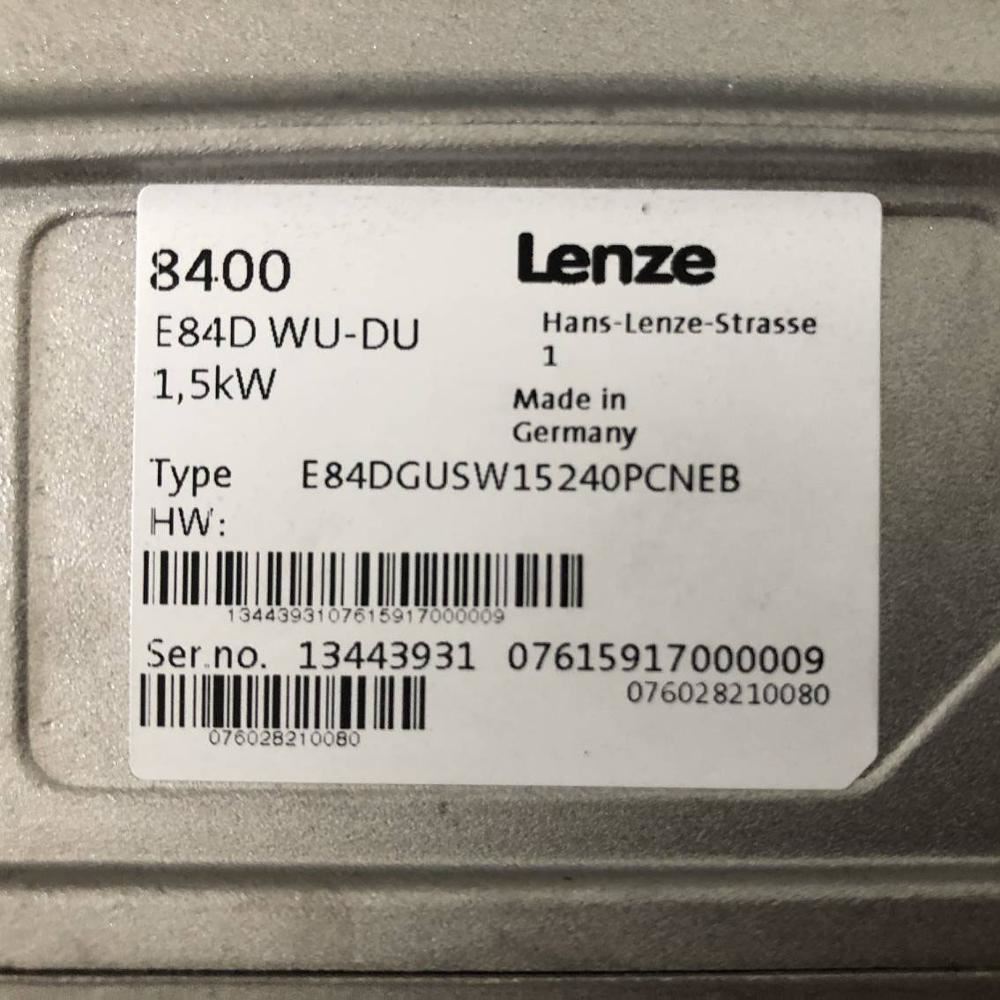 8400
Lenze
E84D WU-DU
1,5kW
Hans-Lenze-Strasse
1
Made in
Germany
Type E84DGUSW15240PCNEB
HW:
1344393107615917000009
Ser.no. 13443931 07615917000009
076028210080
076028210080